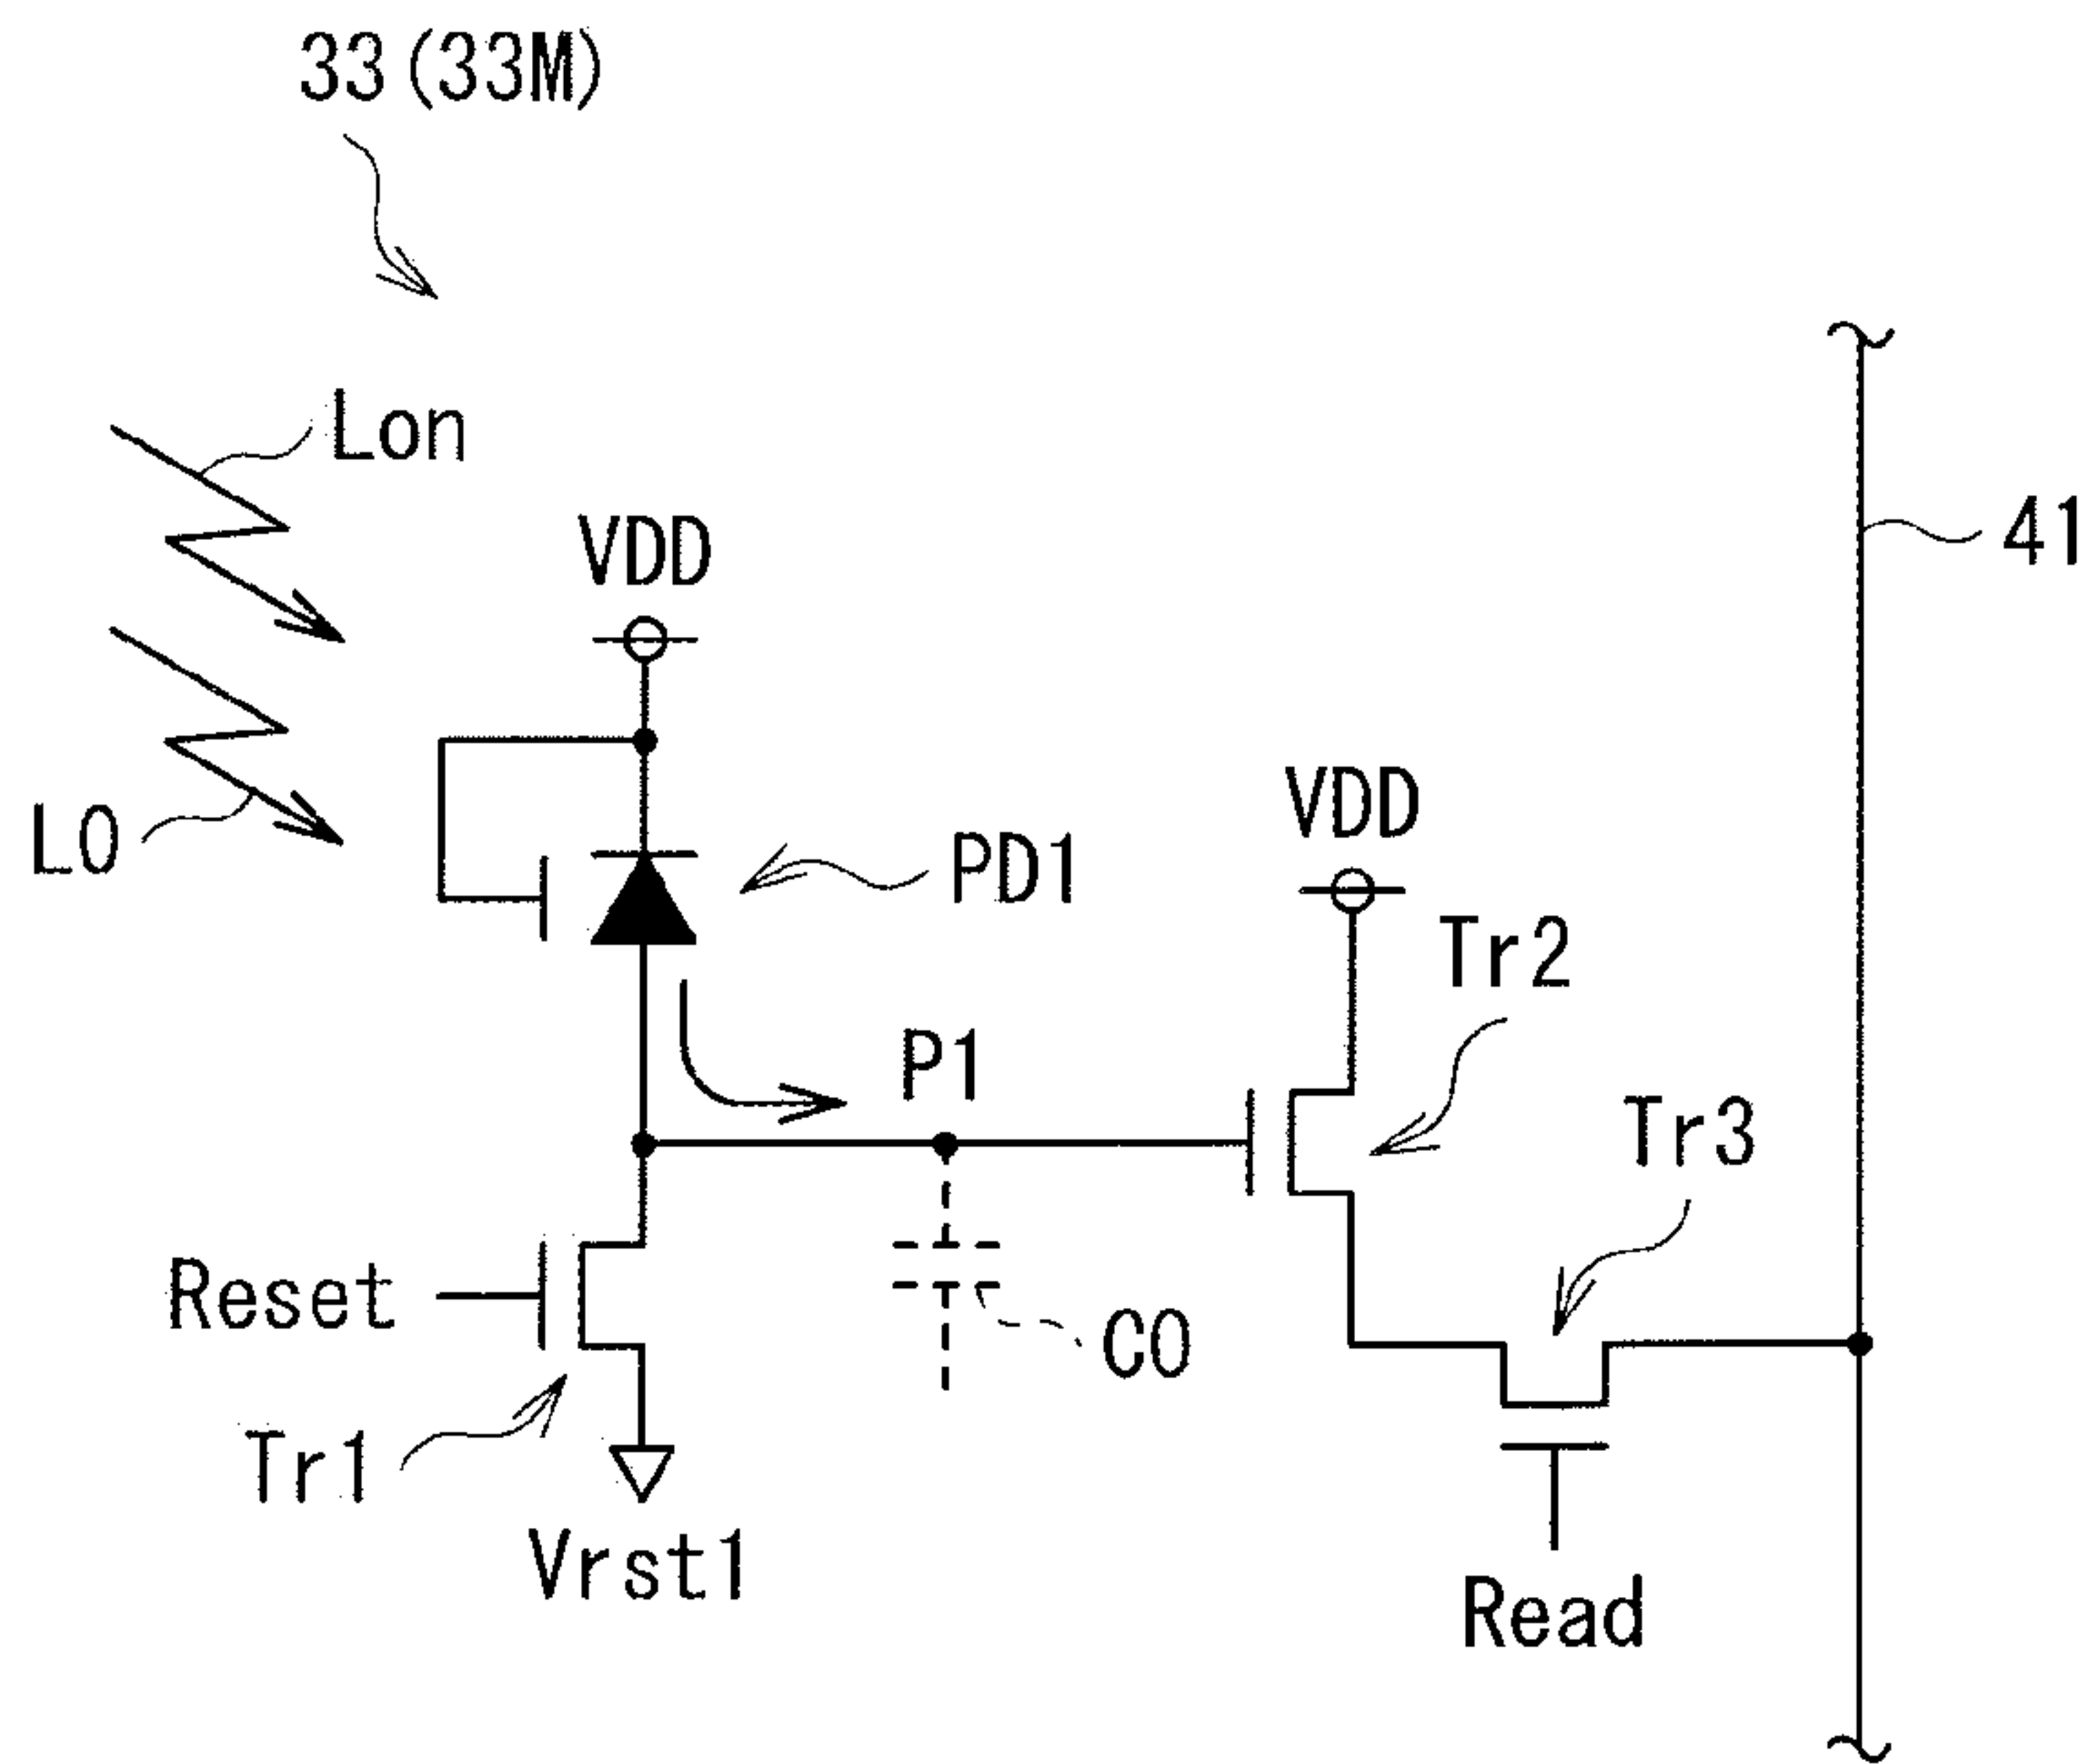 33(33M)
Lon
VDD
41
L0
PD1
VDD
Tr2
P1
Tr3
Reset
C0
Tr1
Vrst1
Read